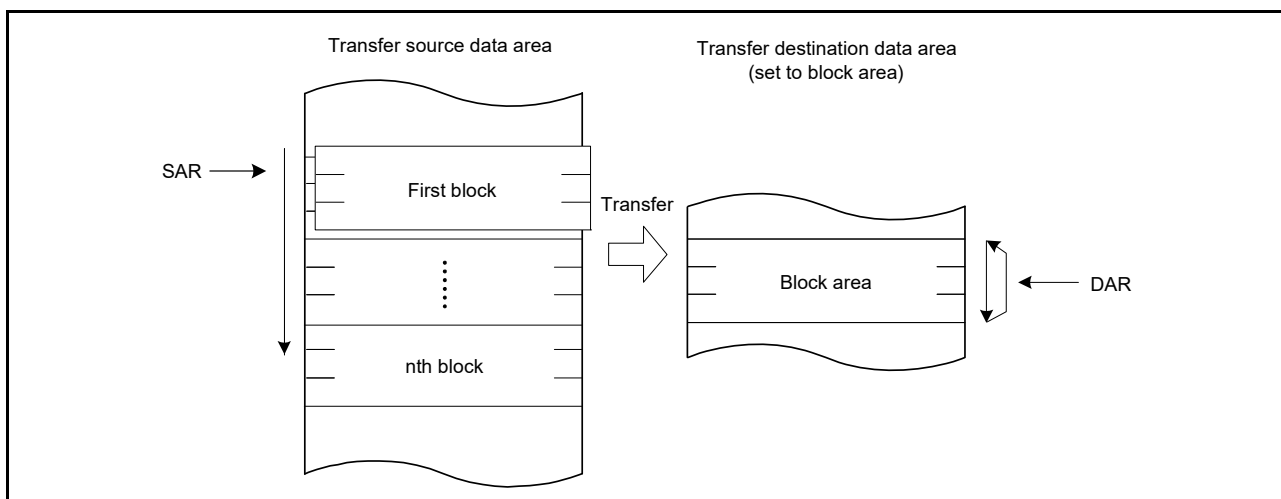 Transfer source data area
Transfer destination data area
(set to block area)
SAR
First block
Transfer
Block area
DAR
nth block